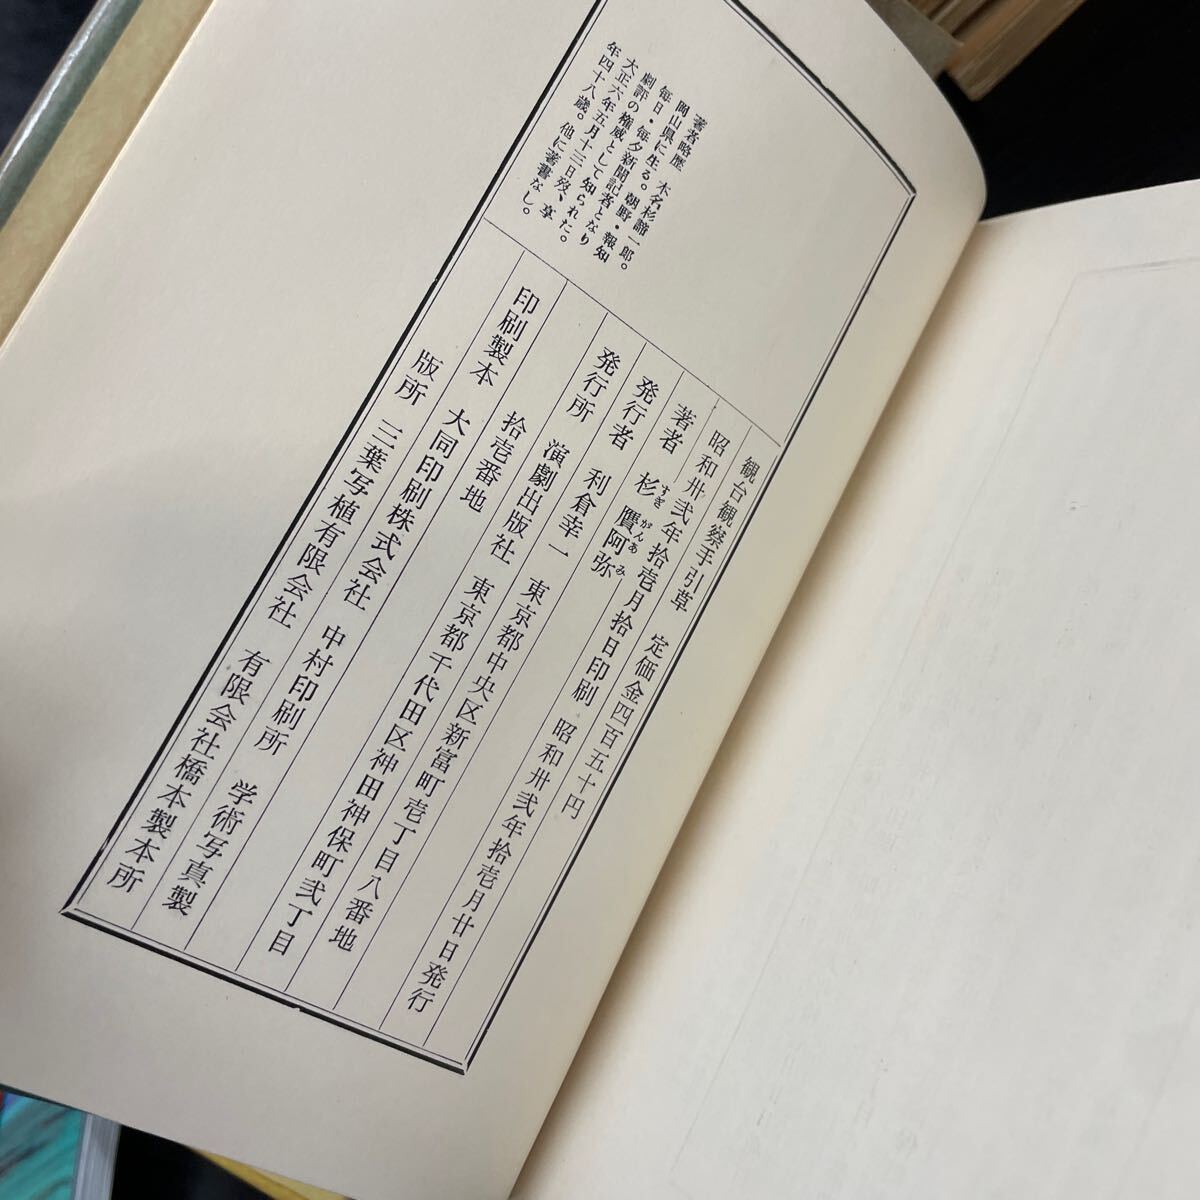 著者略歴　本名杉諦一郎。
岡山県に生る。朝野・報知
毎日・毎夕新聞記者となり
劇評の権威として知られた。
大正六年五月十三日歿、享
年四十八歳。他に著書なし。
観台観察手引草　定価金四百五十円
昭和卅弐年拾壱月拾日印刷　昭和卅弐年拾壱月廿日発行
著者　杉贋阿弥
すぎがんあみ
発行者　利倉幸一　東京都中央区新富町壱丁目八番地
発行所　演劇出版社　東京都千代田区神田神保町弐丁目
拾壱番地
印刷製本　大同印刷株式会社　中村印刷所　学術写真製
版所　三葉写植有限会社　有限会社橋本製本所